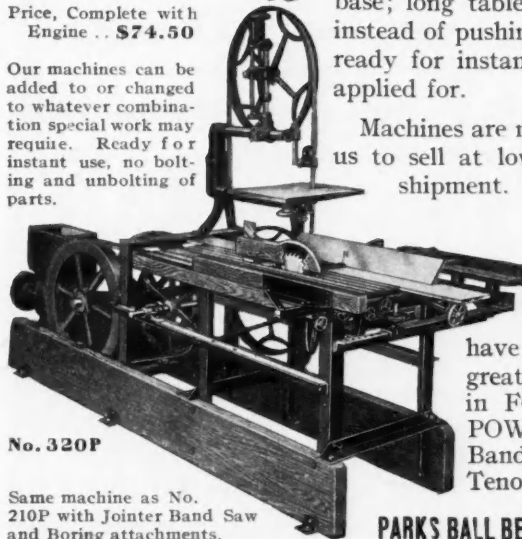 Price, Complete with
Engine .. $74.50
Our machines can be
added to or changed
to whatever combina-
tion special work may
require. Ready for
instant use, no bolt-
ing and unbolting of
parts.
No. 320P
Same machine as No.
210P with Jointer Band Saw
and Boring attachments.
base; long table
instead of pushin
ready for instan
applied for.
Machines are
us to sell at lo
shipment.
have
great
in F
POW
Band
Teno
PARKS BALL BE